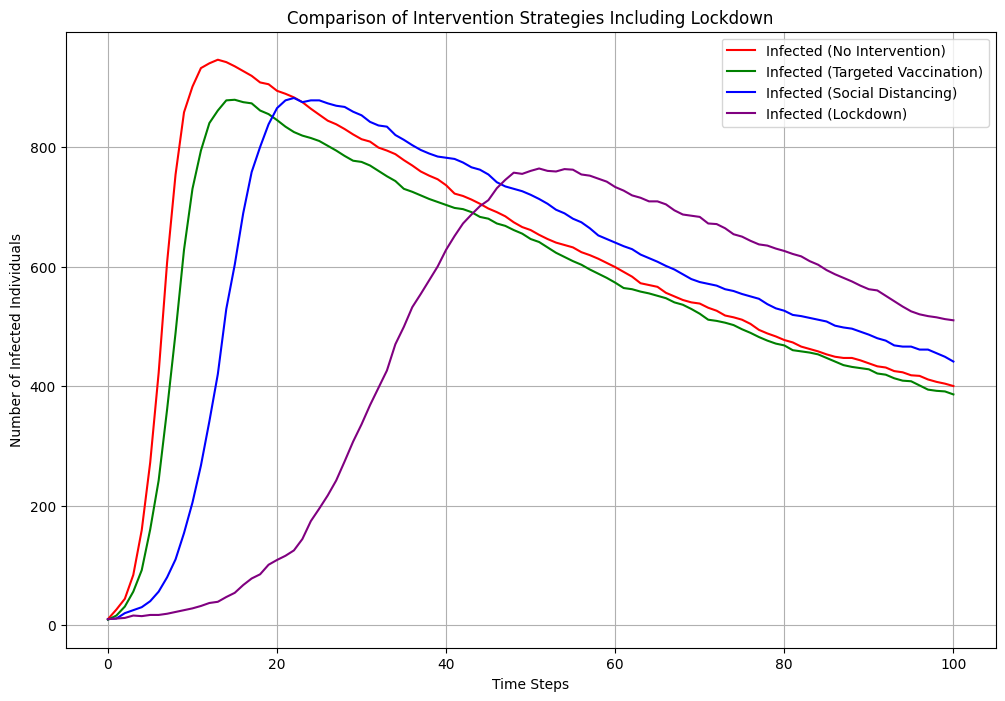 Comparison of Intervention Strategies Including Lockdown
Infected (No Intervention)
Infected (Targeted Vaccination)
Infected (Social Distancing)
Infected (Lockdown)
Number of Infected Individuals
800
600
400
200
0
0 20 40 60 80 100
Time Steps